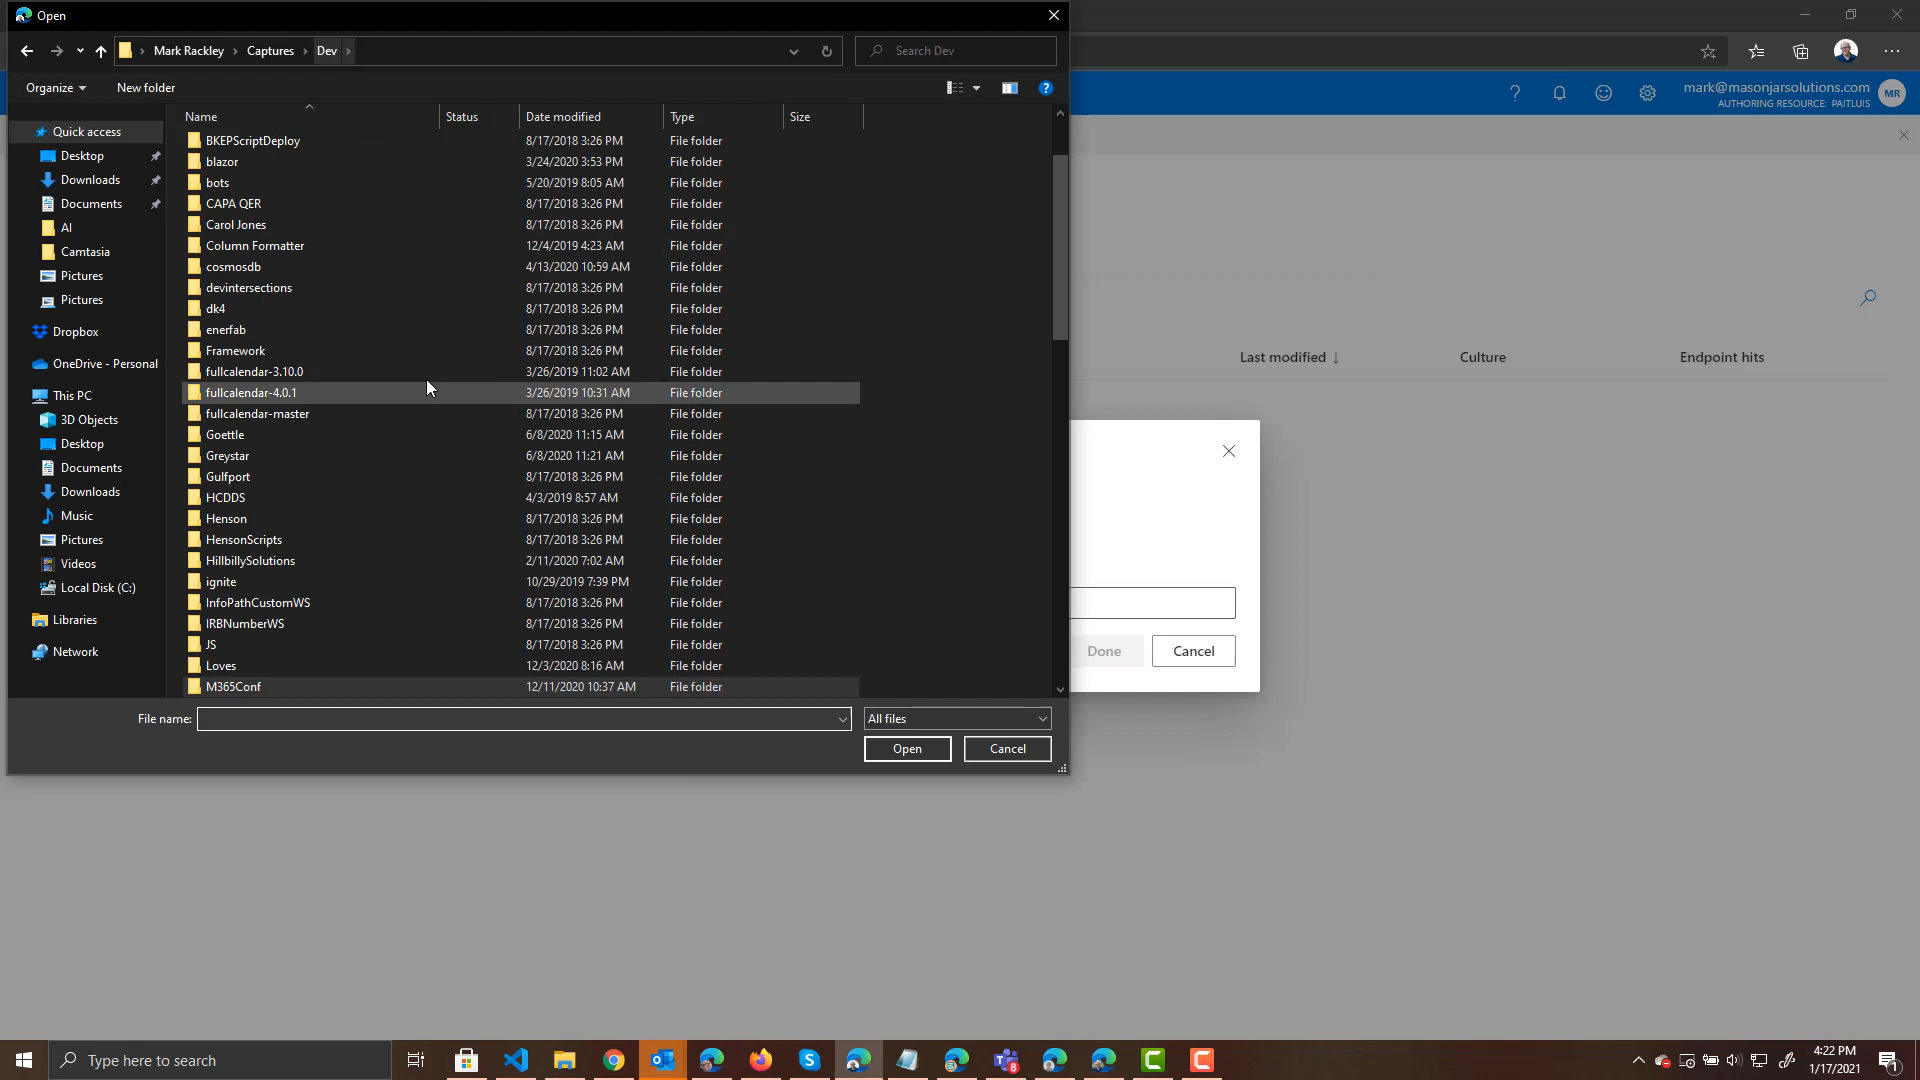 Open
Mark Rackley > Captures > Dev >
Search Dev
Organize
New folder
mark@masonjarsolutions.com
AUTHORING RESOURCE: PAITLUIS
MR
Name Status Date modified Type Size
Quick access
Desktop
Downloads
Documents
AI
Camtasia
Pictures
Pictures
Dropbox
OneDrive - Personal
This PC
3D Objects
Desktop
Documents
Downloads
Music
Pictures
Videos
Local Disk (C:)
Libraries
Network
BKEPScriptDeploy 8/17/2018 3:26 PM File folder
blazor 3/24/2020 3:53 PM File folder
bots 5/20/2019 8:05 AM File folder
CAPA QER 8/17/2018 3:26 PM File folder
Carol Jones 8/17/2018 3:26 PM File folder
Column Formatter 12/4/2019 4:23 AM File folder
cosmosdb 4/13/2020 10:59 AM File folder
devintersections 8/17/2018 3:26 PM File folder
dk4 8/17/2018 3:26 PM File folder
enerfab 8/17/2018 3:26 PM File folder
Framework 8/17/2018 3:26 PM File folder
fullcalendar-3.10.0 3/26/2019 11:02 AM File folder
fullcalendar-4.0.1 3/26/2019 10:31 AM File folder
fullcalendar-master 8/17/2018 3:26 PM File folder
Goettle 6/8/2020 11:15 AM File folder
Greystar 6/8/2020 11:21 AM File folder
Gulfport 8/17/2018 3:26 PM File folder
HCDDS 4/3/2019 8:57 AM File folder
Henson 8/17/2018 3:26 PM File folder
HensonScripts 8/17/2018 3:26 PM File folder
HillbillySolutions 2/11/2020 7:02 AM File folder
ignite 10/29/2019 7:39 PM File folder
InfoPathCustomWS 8/17/2018 3:26 PM File folder
IRBNumberWS 8/17/2018 3:26 PM File folder
JS 8/17/2018 3:26 PM File folder
Loves 12/3/2020 8:16 AM File folder
M365Conf 12/11/2020 10:37 AM File folder
File name:
All files
Open
Cancel
Last modified ↓ Culture Endpoint hits
Done
Cancel
Type here to search
8
4:22 PM
1/17/2021
1